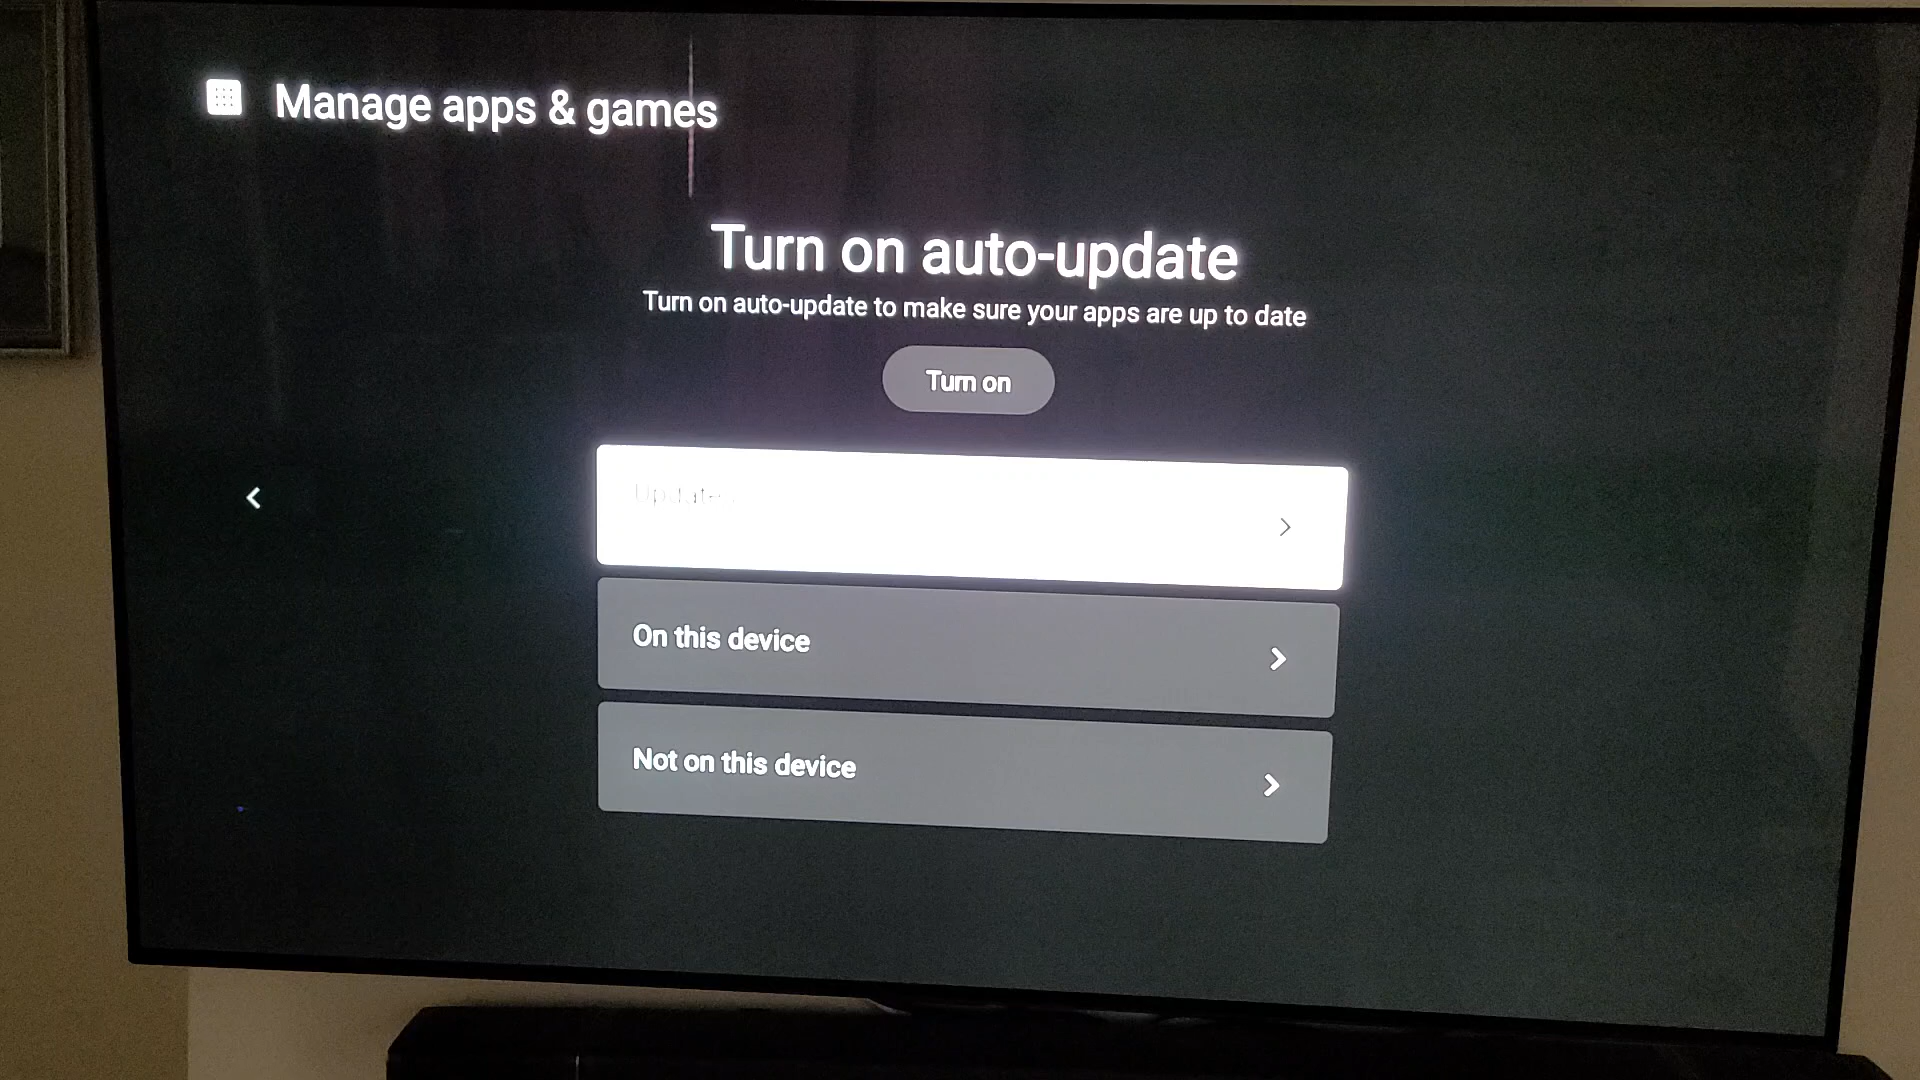 Manage apps & games
Turn on auto-update
Turn on auto-update to make sure your apps are up to date
Turn on
Updates
On this device
Not on this device